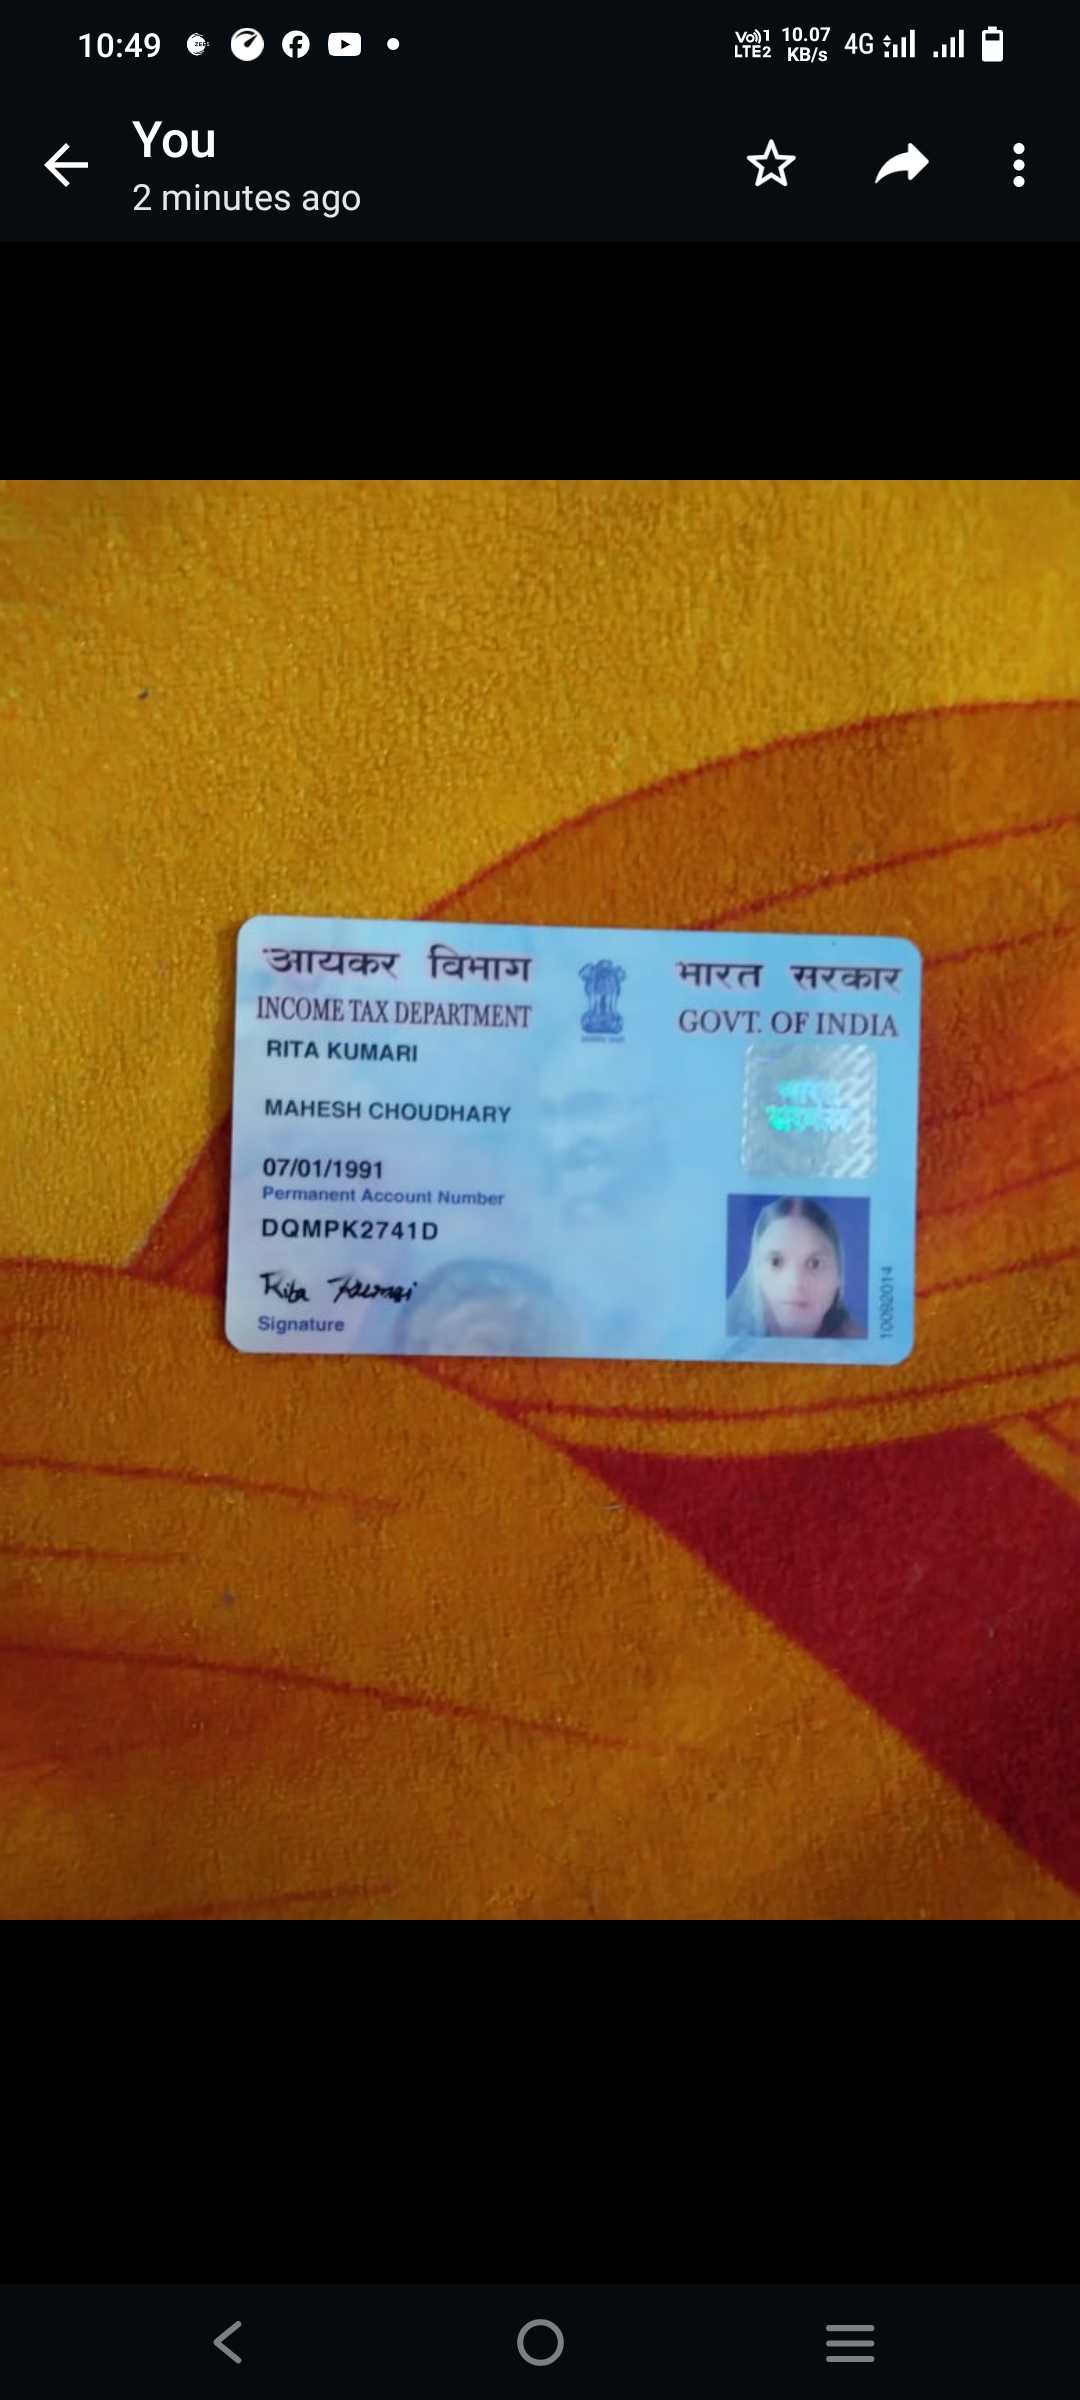 10:49
Vo)) 1 LTE2 10.07 KB/s 4G
You
2 minutes ago
आयकर विभाग भारत सरकार
INCOME TAX DEPARTMENT GOVT. OF INDIA
RITA KUMARI
MAHESH CHOUDHARY
07/01/1991
Permanent Account Number
DQMPK2741D
Rita Kumari
Signature
10092014